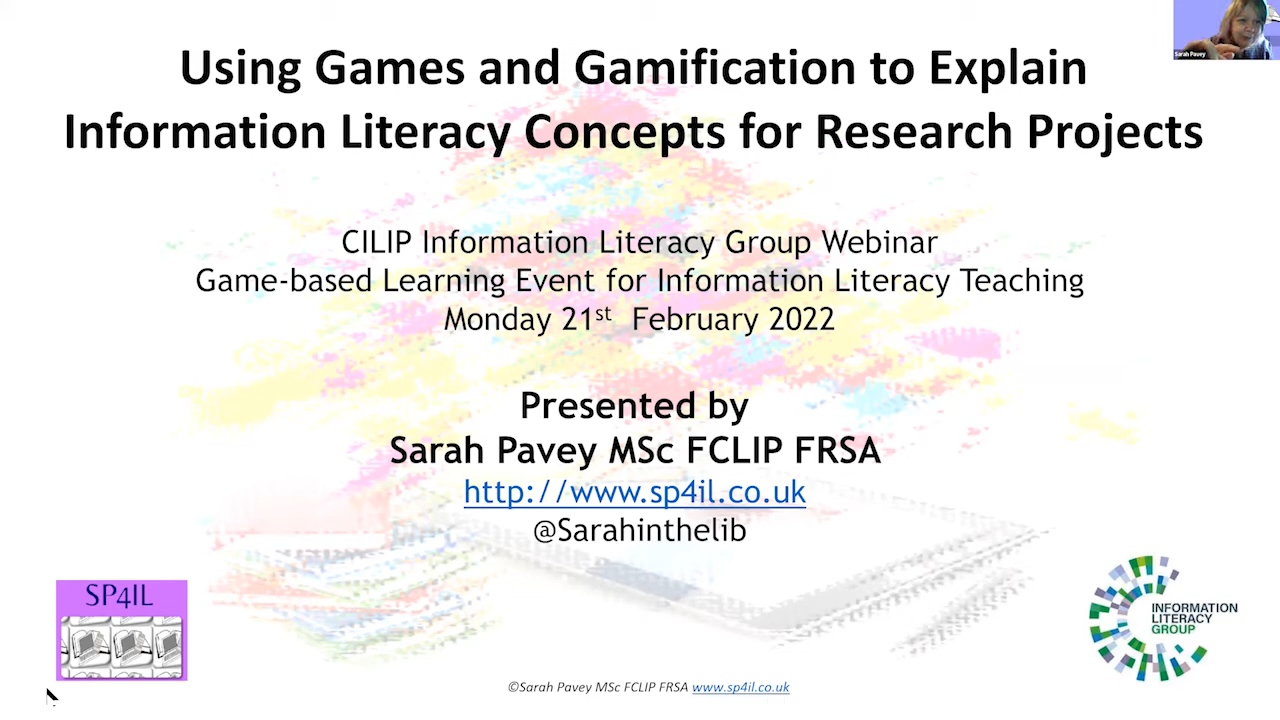 Sarah Pavey
Using Games and Gamification to Explain
Information Literacy Concepts for Research Projects
CILIP Information Literacy Group Webinar
Game-based Learning Event for Information Literacy Teaching
Monday 21st February 2022
Presented by
Sarah Pavey MSc FCLIP FRSA
http://www.sp4il.co.uk
@Sarahinthelib
SP4IL
INFORMATION
LITERACY
GROUP
©Sarah Pavey MSc FCLIP FRSA www.sp4il.co.uk